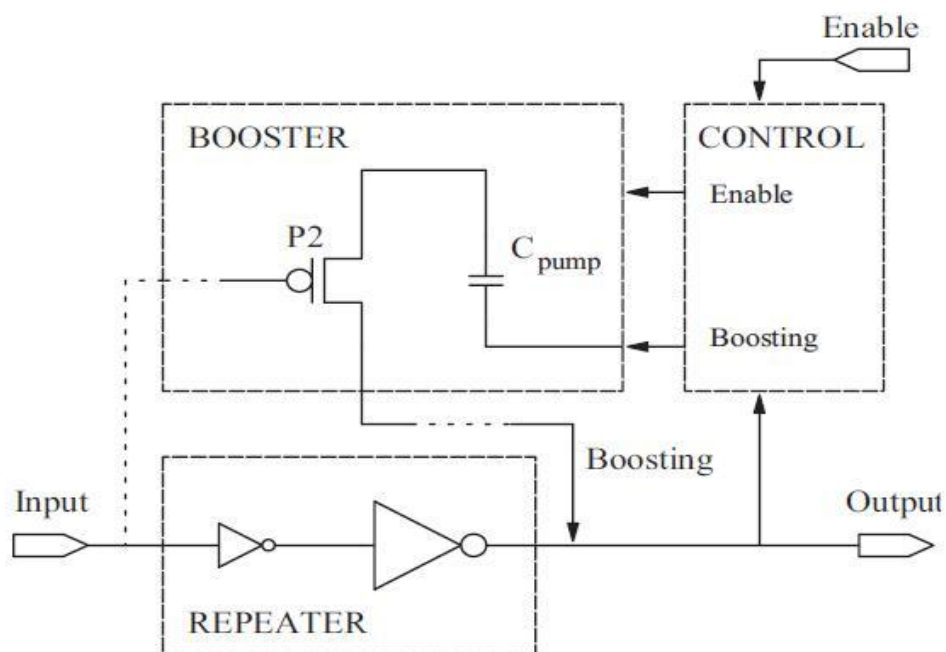 Enable
BOOSTER
CONTROL
Enable
P2
C pump
Boosting
Boosting
Input
Output
REPEATER